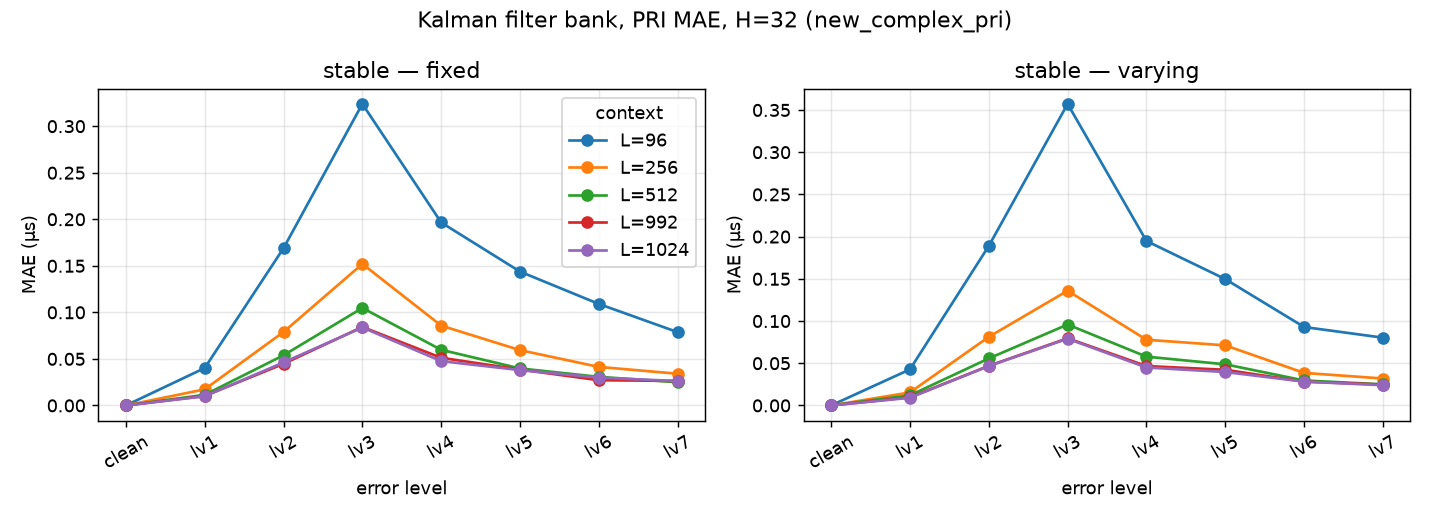 Kalman filter bank, PRI MAE, H=32 (new_complex_pri)
stable — fixed
MAE (μs)
0.30
0.25
0.20
0.15
0.10
0.05
0.00
context
L=96
L=256
L=512
L=992
L=1024
clean
lv1
lv2
lv3
lv4
lv5
lv6
lv7
error level
stable — varying
MAE (μs)
0.35
0.30
0.25
0.20
0.15
0.10
0.05
0.00
clean
lv1
lv2
lv3
lv4
lv5
lv6
lv7
error level